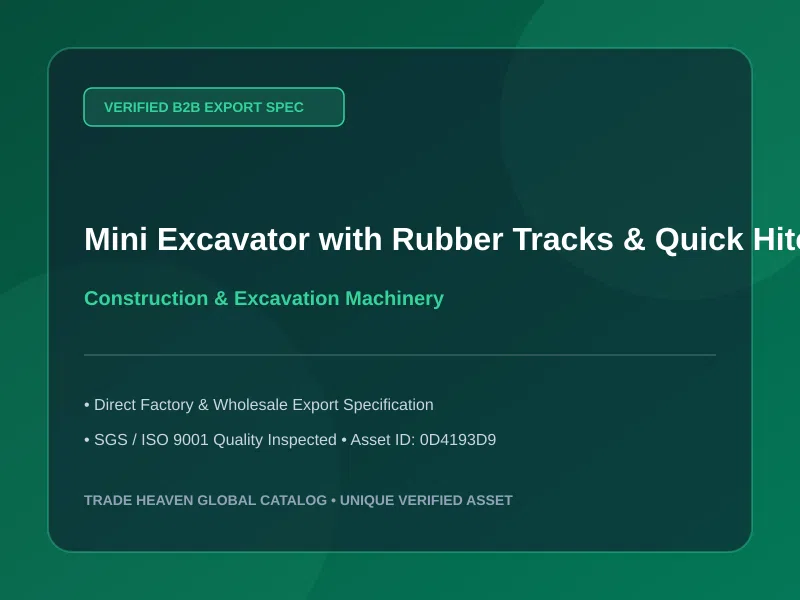 VERIFIED B2B EXPORT SPEC
Mini Excavator with Rubber Tracks & Quick
Construction & Excavation Machinery
• Direct Factory & Wholesale Export Specification
• SGS / ISO 9001 Quality Inspected • Asset ID: 0D4193D9
TRADE HEAVEN GLOBAL CATALOG • UNIQUE VERIFIED ASSET